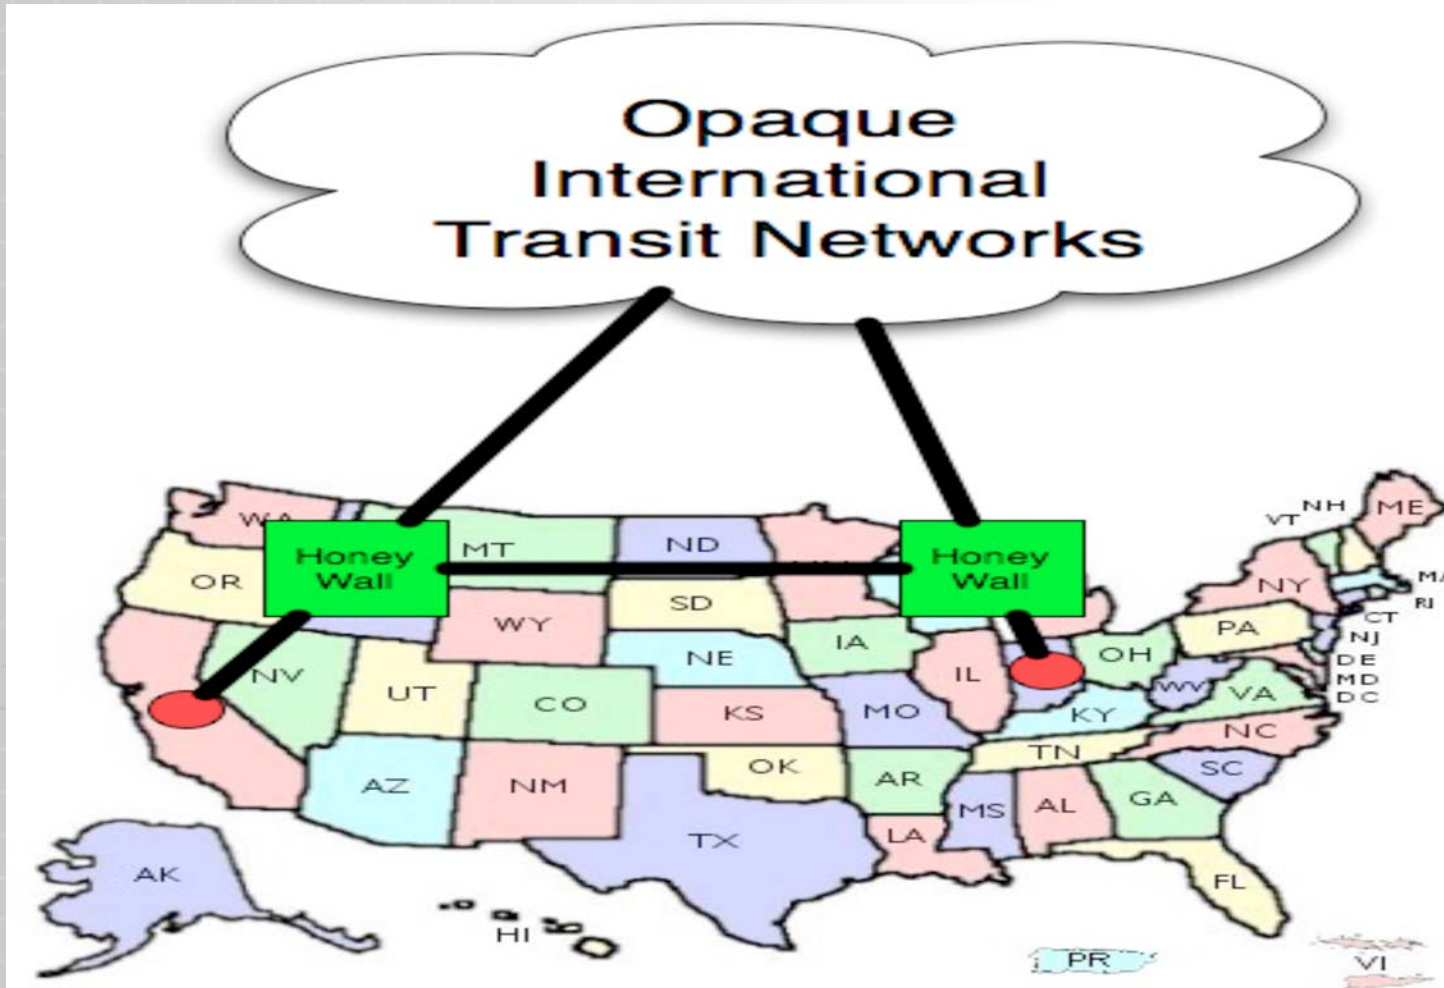 Opaque
International
Transit Networks
Honey
Wall
Honey
Wall
WA
MT
ND
OR
SD
WY
NE
IA
NV
UT
CO
KS
MO
IL
OH
WV
VA
KY
PA
NY
VT
NH
ME
RI
CT
NJ
DE
MD
DC
TN
NC
SC
AZ
NM
OK
AR
MS
AL
GA
LA
TX
FL
AK
HI
PR
VI